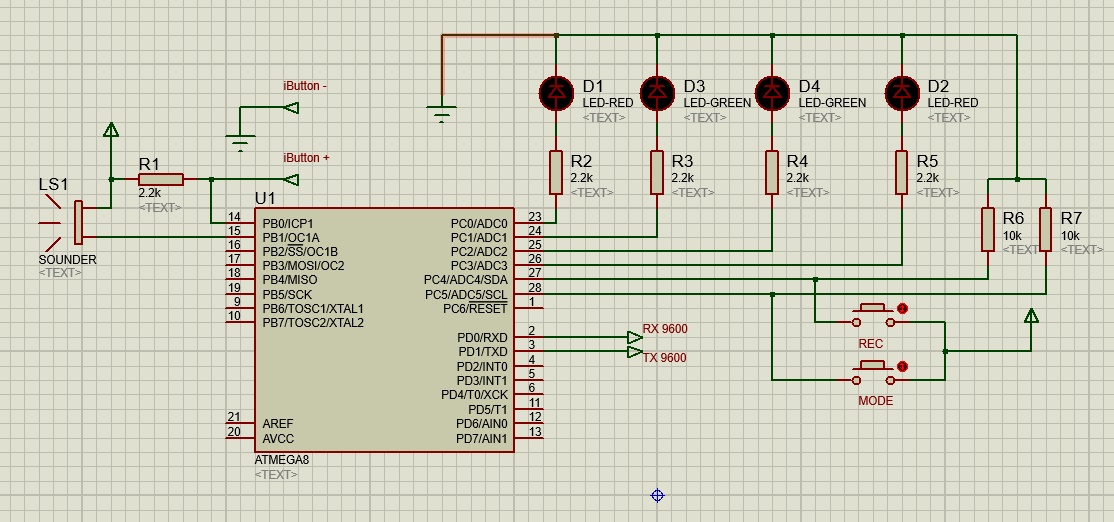 iButton -
iButton +
LS1
SOUNDER
<TEXT>
R1
2.2k
<TEXT>
D1
LED-RED
<TEXT>
D3
LED-GREEN
<TEXT>
D4
LED-GREEN
<TEXT>
D2
LED-RED
<TEXT>
R2
2.2k
<TEXT>
R3
2.2k
<TEXT>
R4
2.2k
<TEXT>
R5
2.2k
<TEXT>
R6
10k
<TEXT>
R7
10k
<TEXT>
U1
14 PB0/ICP1
15 PB1/OC1A
16 PB2/SS/OC1B
17 PB3/MOSI/OC2
18 PB4/MISO
19 PB5/SCK
9 PB6/TOSC1/XTAL1
10 PB7/TOSC2/XTAL2
21 AREF
20 AVCC
PC0/ADC0 23
PC1/ADC1 24
PC2/ADC2 25
PC3/ADC3 26
PC4/ADC4/SDA 27
PC5/ADC5/SCL 28
PC6/RESET 1
PD0/RXD 2
PD1/TXD 3
PD2/INT0 4
PD3/INT1 5
PD4/T0/XCK 6
PD5/T1 11
PD6/AIN0 12
PD7/AIN1 13
ATMEGA8
<TEXT>
RX 9600
TX 9600
REC
MODE